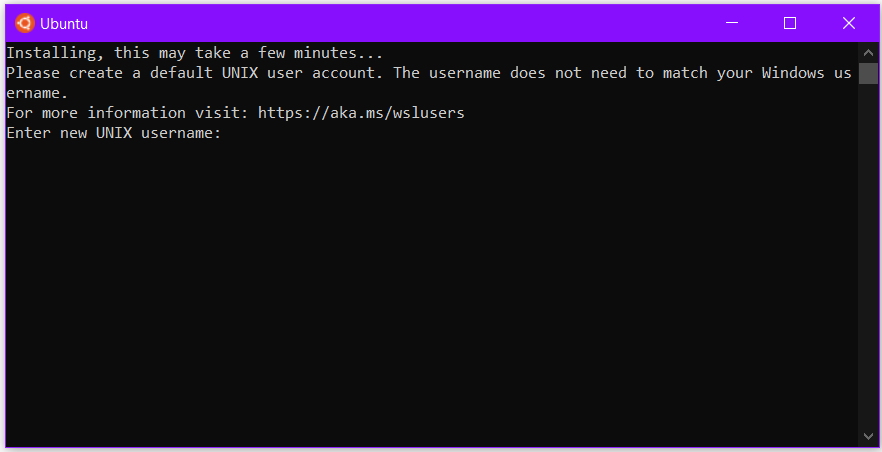 Ubuntu
Installing, this may take a few minutes...
Please create a default UNIX user account. The username does not need to match your Windows us
ername.
For more information visit: https://aka.ms/wslusers
Enter new UNIX username: